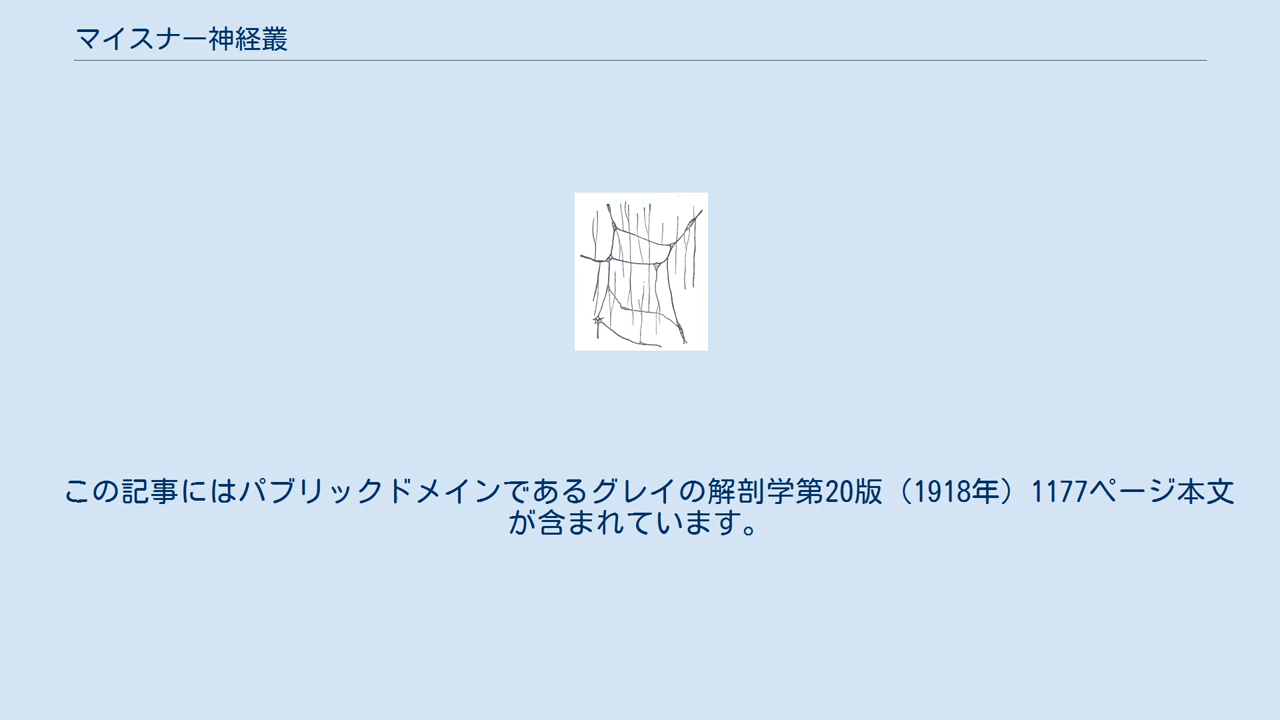 マイスナー神経叢
この記事にはパブリックドメインであるグレイの解剖学第20版（1918年）1177ページ本文
が含まれています。